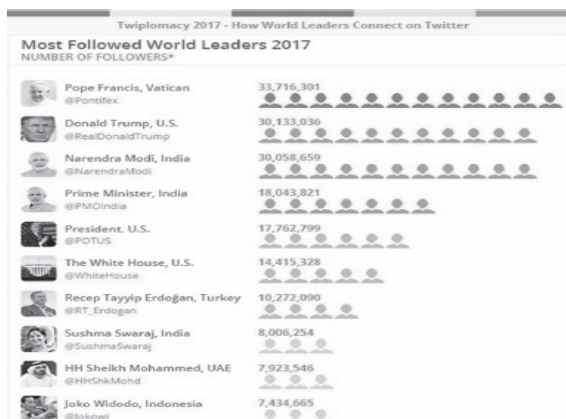 Twiplomacy 2017 - How World Leaders Connect on Twitter
Most Followed World Leaders 2017
NUMBER OF FOLLOWERS*
Pope Francis, Vatican
33,716,301
@Pontifex
Donald Trump, U.S.
30,133,036
@RealDonaldTrump
Narendra Modi, India
30,058,659
@NarendraModi
Prime Minister, India
18,043,821
@PMOIndia
President, U.S.
17,762,799
@POTUS
The White House, U.S.
14,415,328
@WhiteHouse
Recep Tayyip Erdoğan, Turkey
10,272,090
@RT_Erdogan
Sushma Swaraj, India
8,006,254
@SushmaSwaraj
HH Sheikh Mohammed, UAE
7,923,546
@HHShkMohd
Joko Widodo, Indonesia
7,434,665
@jokowi